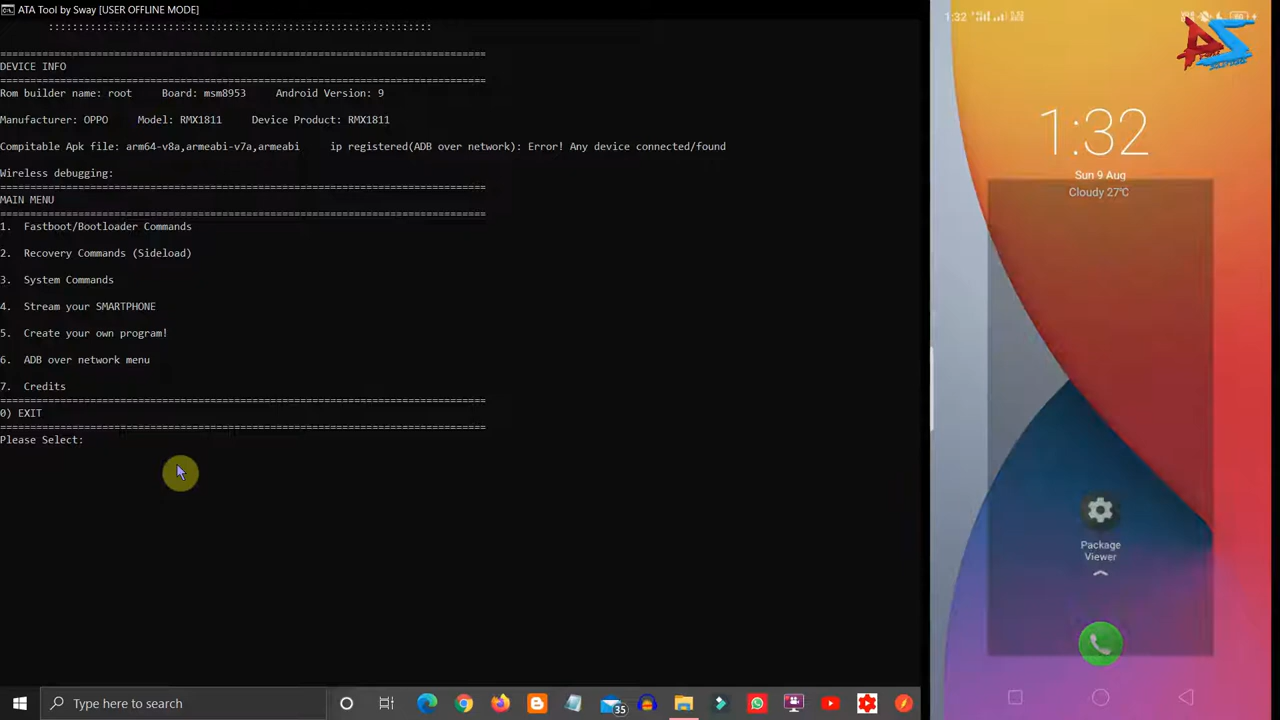 ATA Tool by Sway [USER OFFLINE MODE]
::::::::::::::::::::::::::::::::::::::::::::::::::::::::::::::::
=================================================================================
DEVICE INFO
=================================================================================
Rom builder name: root     Board: msm8953     Android Version: 9
Manufacturer: OPPO     Model: RMX1811     Device Product: RMX1811
Compitable Apk file: arm64-v8a,armeabi-v7a,armeabi     ip registered(ADB over network): Error! Any device connected/found
Wireless debugging:
=================================================================================
MAIN MENU
=================================================================================
1.  Fastboot/Bootloader Commands
2.  Recovery Commands (Sideload)
3.  System Commands
4.  Stream your SMARTPHONE
5.  Create your own program!
6.  ADB over network menu
7.  Credits
=================================================================================
0) EXIT
=================================================================================
Please Select:
Type here to search
35
1:32
1:32
Sun 9 Aug
Cloudy 27℃
Package
Viewer